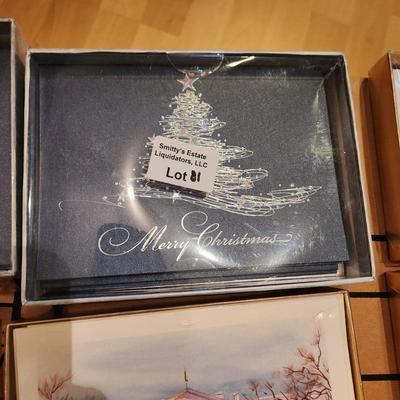 Smitty's Estate
Liquidators, LLC
Lot 81
Merry Christmas